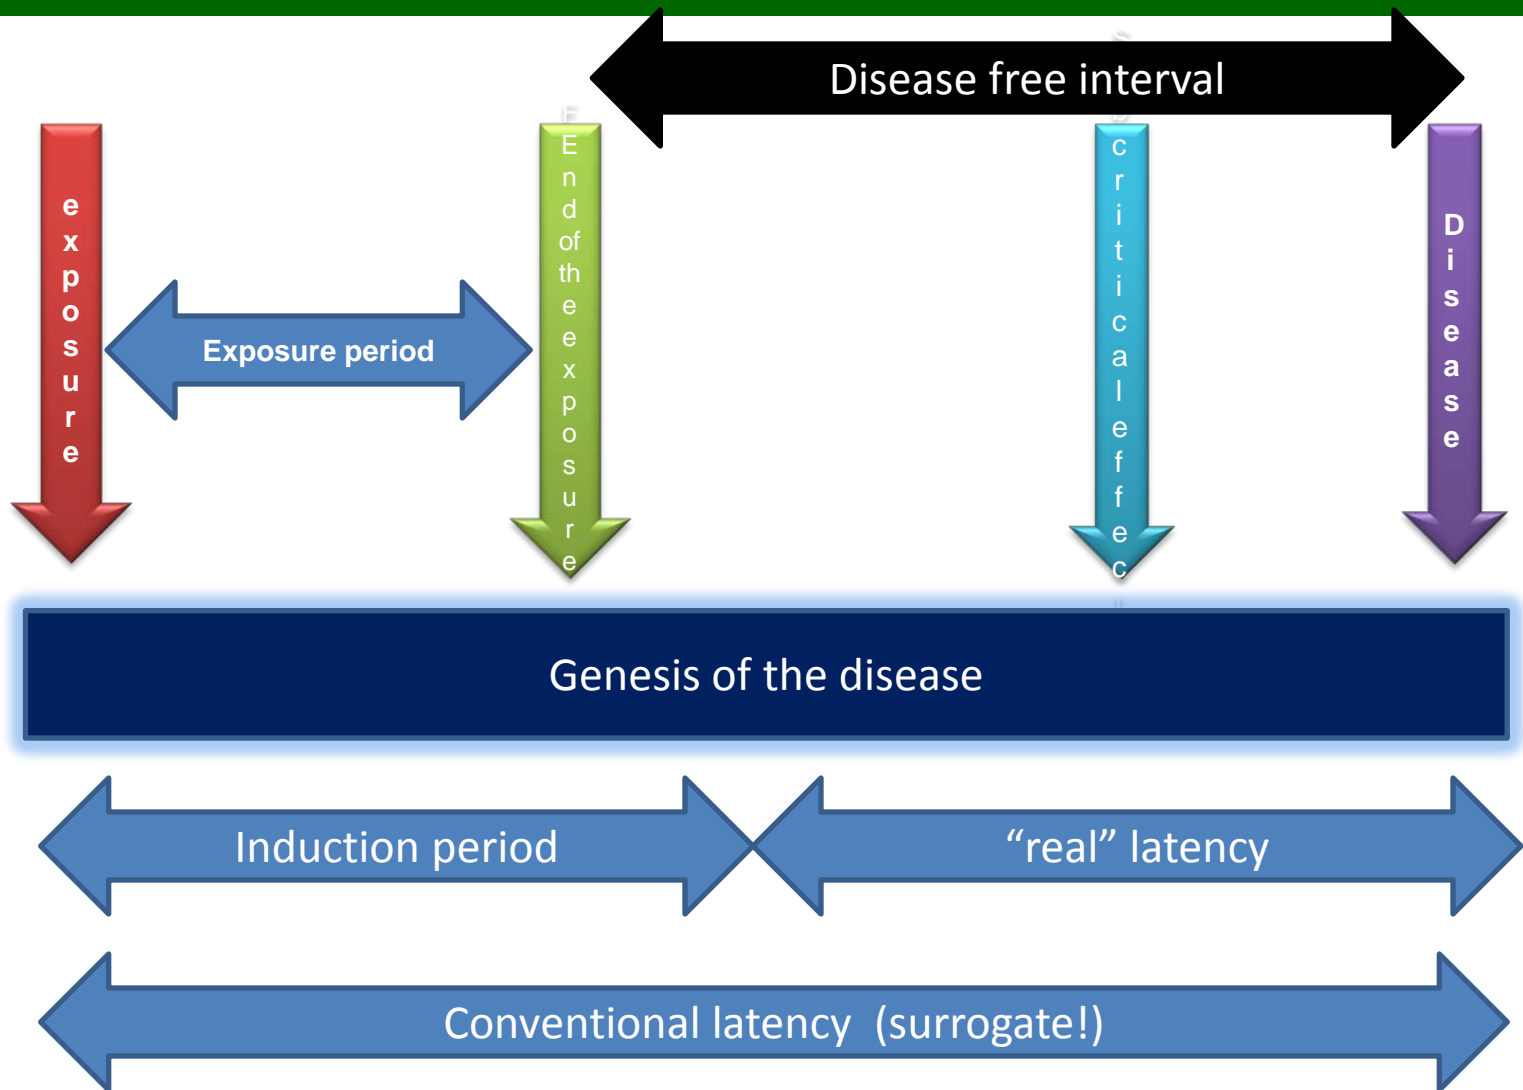 Disease free interval
exposure
Exposure period
End of the exposure
critical effec
Disease
Genesis of the disease
Induction period
“real” latency
Conventional latency (surrogate!)